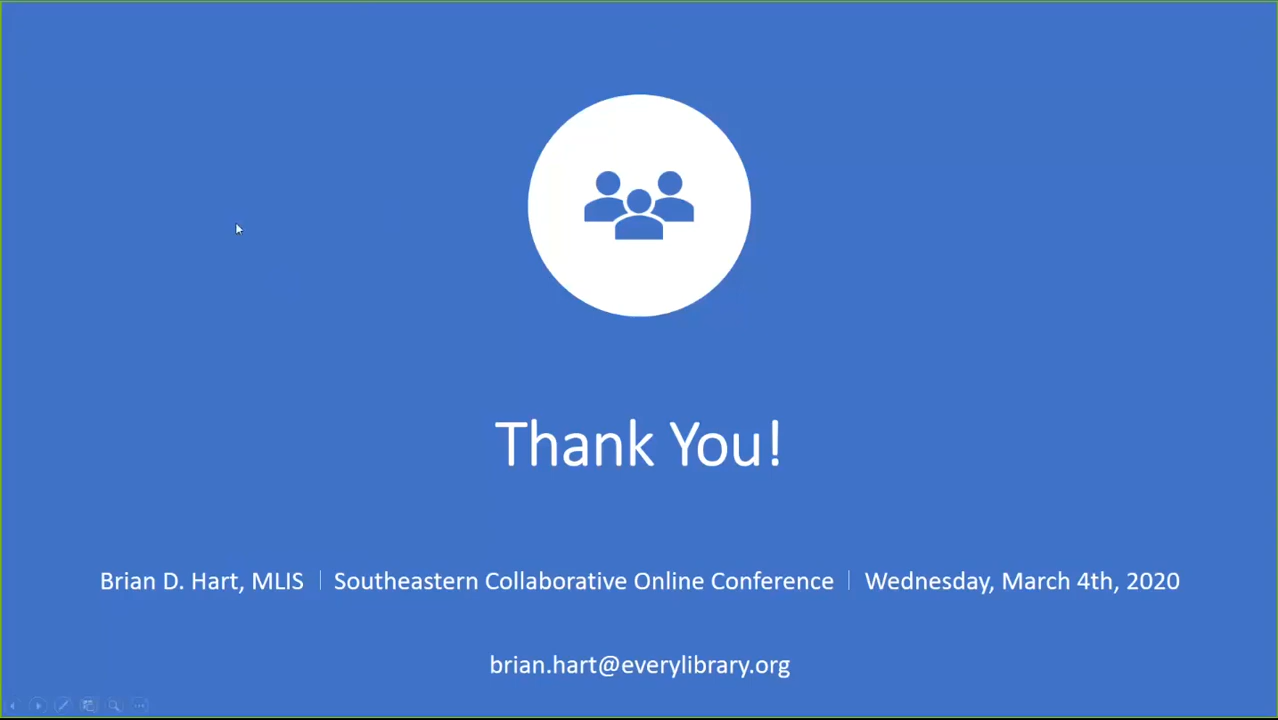 Thank You!
Brian D. Hart, MLIS | Southeastern Collaborative Online Conference | Wednesday, March 4th, 2020
brian.hart@everylibrary.org